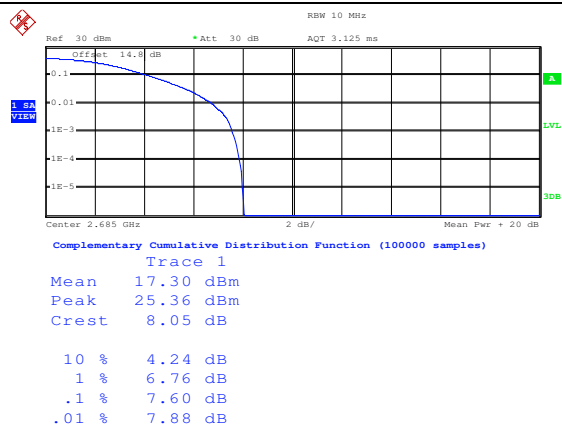 R S
RBW 10 MHz
Ref 30 dBm * Att 30 dB AQT 3.125 ms
Offset 14.8 dB
0.1
A
0.01
1 SA
VIEW
1E-3
LVL
1E-4
1E-5
3DB
Center 2.685 GHz 2 dB/ Mean Pwr + 20 dB
Complementary Cumulative Distribution Function (100000 samples)
Trace 1
Mean 17.30 dBm
Peak 25.36 dBm
Crest 8.05 dB
10 % 4.24 dB
1 % 6.76 dB
.1 % 7.60 dB
.01 % 7.88 dB